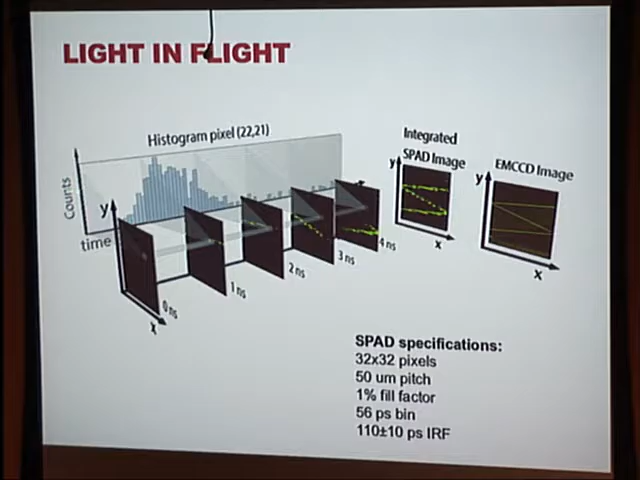 LIGHT IN FLIGHT
Histogram pixel (22,21)
Counts
time
y
x
0 ns
1 ns
2 ns
3 ns
4 ns
Integrated
SPAD Image
y
x
EMCCD Image
y
x
SPAD specifications:
32x32 pixels
50 um pitch
1% fill factor
56 ps bin
110±10 ps IRF